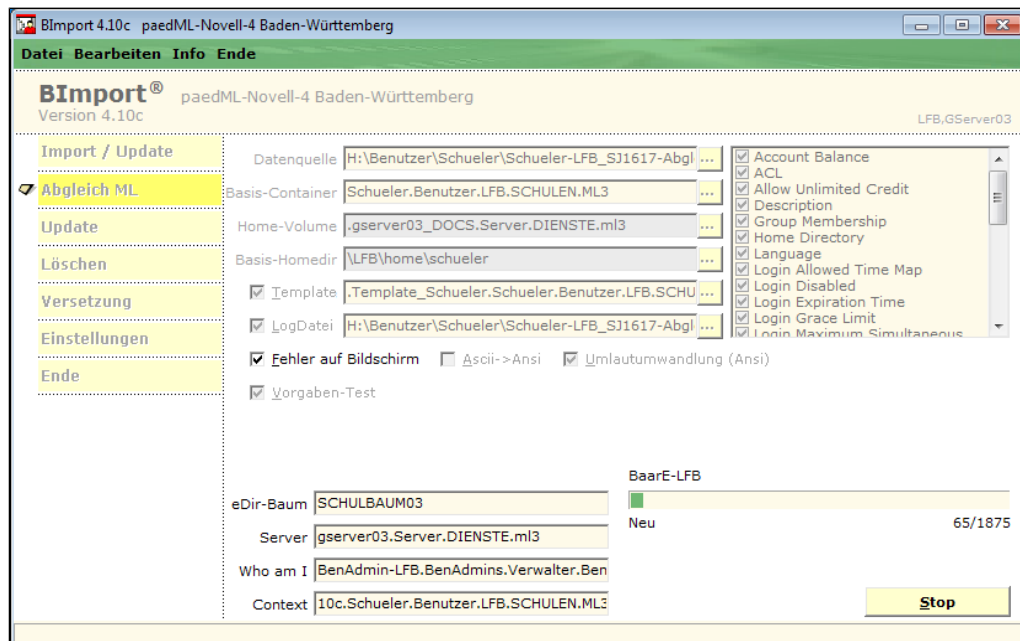 BImport 4.10c   paedML-Novell-4 Baden-Württemberg
Datei Bearbeiten Info Ende
BImport® paedML-Novell-4 Baden-Württemberg
Version 4.10c
LFB.GServer03
Import / Update
Abgleich ML
Update
Löschen
Versetzung
Einstellungen
Ende
Datenquelle H:\Benutzer\Schueler\Schueler-LFB_SJ1617-Abgl ...
Basis-Container Schueler.Benutzer.LFB.SCHULEN.ML3 ...
Home-Volume .gserver03_DOCS.Server.DIENSTE.ml3 ...
Basis-Homedir \LFB\home\schueler ...
Template .Template_Schueler.Schueler.Benutzer.LFB.SCHU ...
LogDatei H:\Benutzer\Schueler\Schueler-LFB_SJ1617-Abgl ...
Account Balance
ACL
Allow Unlimited Credit
Description
Group Membership
Home Directory
Language
Login Allowed Time Map
Login Disabled
Login Expiration Time
Login Grace Limit
Login Maximum Simultaneous
Fehler auf Bildschirm Ascii->Ansi Umlautumwandlung (Ansi)
Vorgaben-Test
eDir-Baum SCHULBAUM03
Server gserver03.Server.DIENSTE.ml3
Who am I BenAdmin-LFB.BenAdmins.Verwalter.Ben
Context 10c.Schueler.Benutzer.LFB.SCHULEN.ML3
BaarE-LFB
Neu 65/1875
Stop